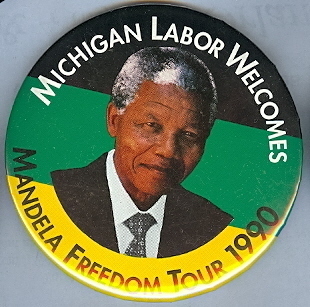 MICHIGAN LABOR WELCOMES
MANDELA FREEDOM TOUR 1990